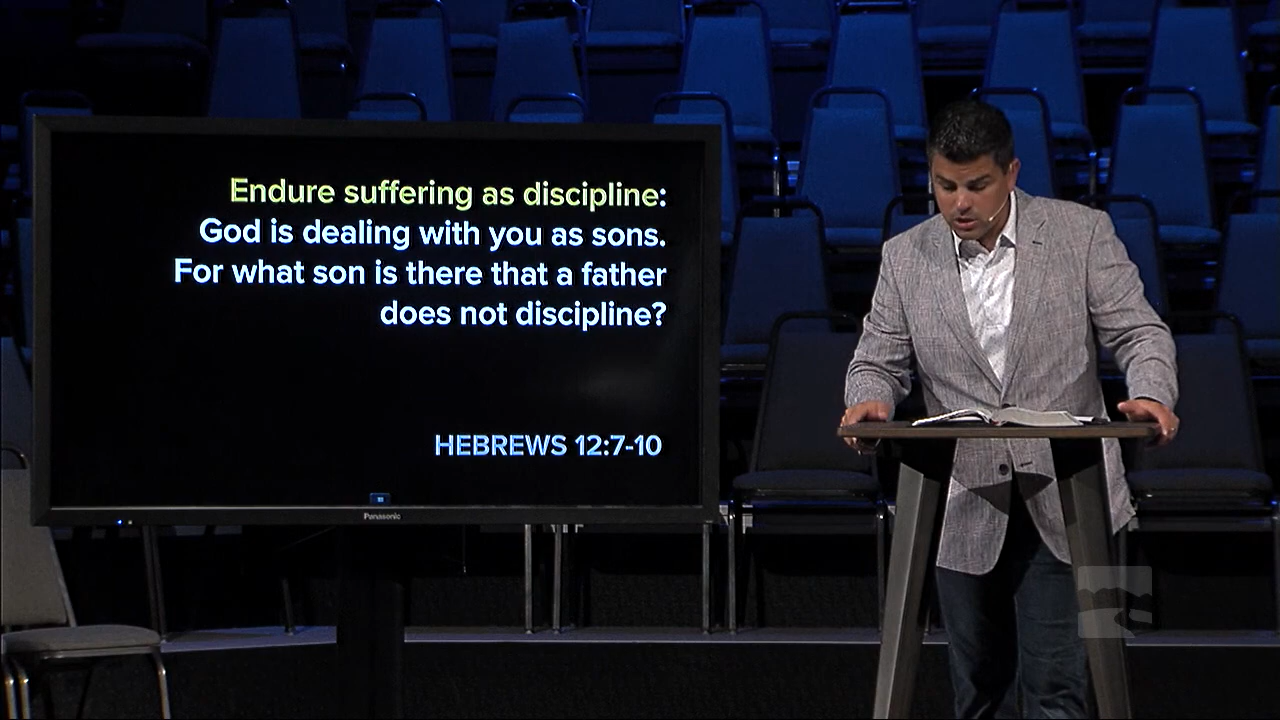 Endure suffering as discipline:
God is dealing with you as sons.
For what son is there that a father
does not discipline?
HEBREWS 12:7-10
Panasonic